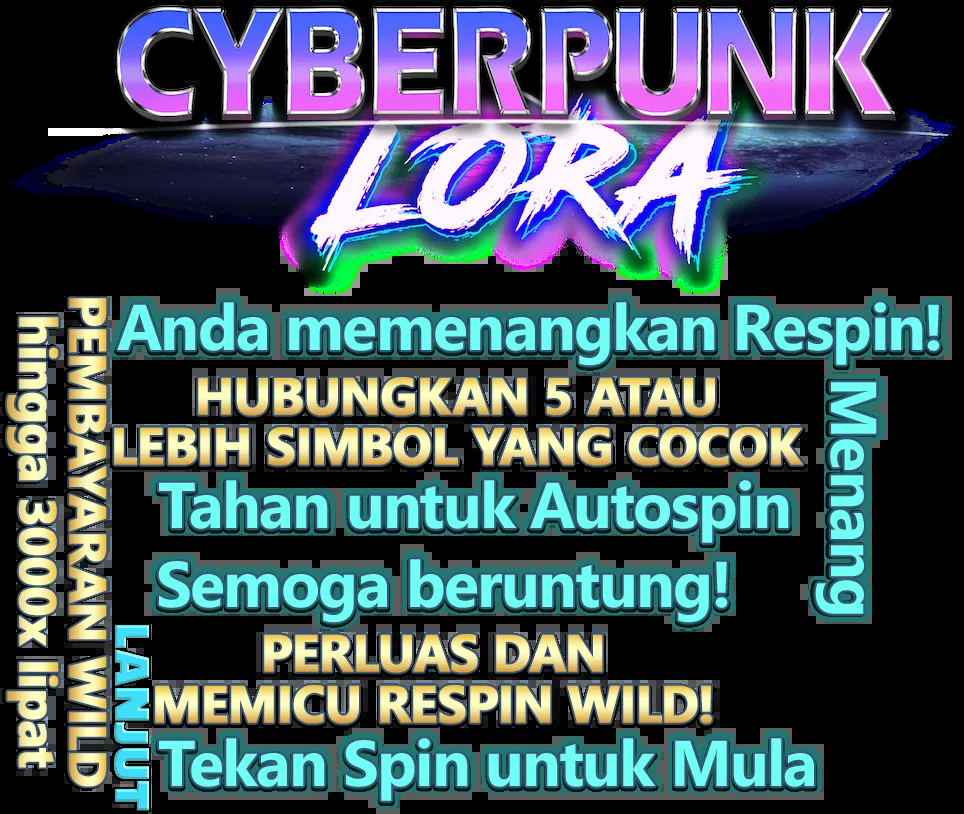 CYBERPUNK
LORA
Anda memenangkan Respin!
HUBUNGKAN 5 ATAU
LEBIH SIMBOL YANG COCOK
Tahan untuk Autospin
Semoga beruntung!
PERLUAS DAN
MEMICU RESPIN WILD!
Tekan Spin untuk Mula
PEMBAYARAN WILD
hingga 3000x lipat
LANJUT
Menang